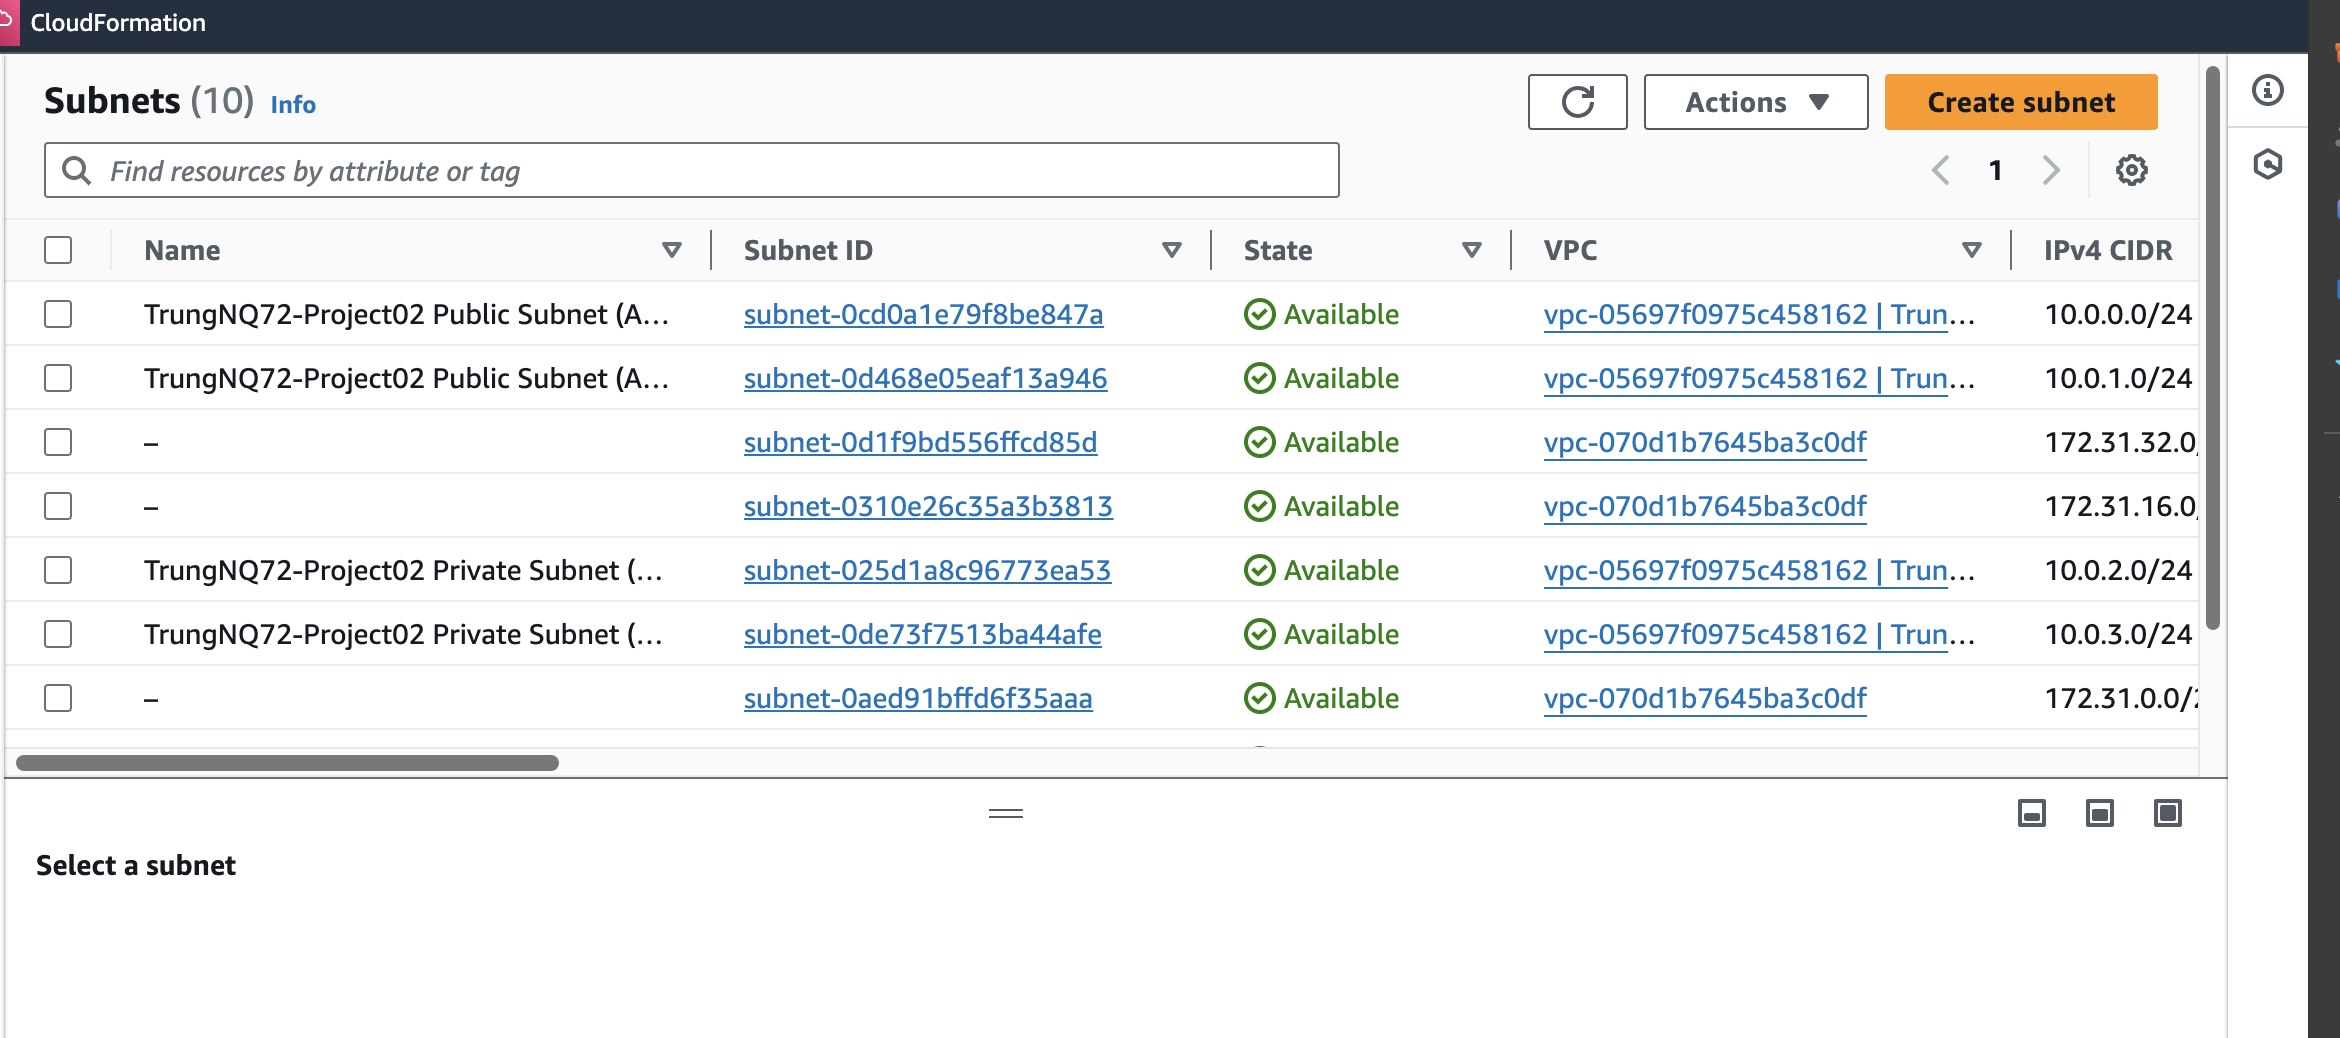 CloudFormation
Subnets (10) Info
Actions
Create subnet
Find resources by attribute or tag
1
Name Subnet ID State VPC IPv4 CIDR
TrungNQ72-Project02 Public Subnet (A... subnet-0cd0a1e79f8be847a Available vpc-05697f0975c458162 | Trun... 10.0.0.0/24
TrungNQ72-Project02 Public Subnet (A... subnet-0d468e05eaf13a946 Available vpc-05697f0975c458162 | Trun... 10.0.1.0/24
– subnet-0d1f9bd556ffcd85d Available vpc-070d1b7645ba3c0df 172.31.32.0/
– subnet-0310e26c35a3b3813 Available vpc-070d1b7645ba3c0df 172.31.16.0/
TrungNQ72-Project02 Private Subnet (... subnet-025d1a8c96773ea53 Available vpc-05697f0975c458162 | Trun... 10.0.2.0/24
TrungNQ72-Project02 Private Subnet (... subnet-0de73f7513ba44afe Available vpc-05697f0975c458162 | Trun... 10.0.3.0/24
– subnet-0aed91bffd6f35aaa Available vpc-070d1b7645ba3c0df 172.31.0.0/2
Select a subnet